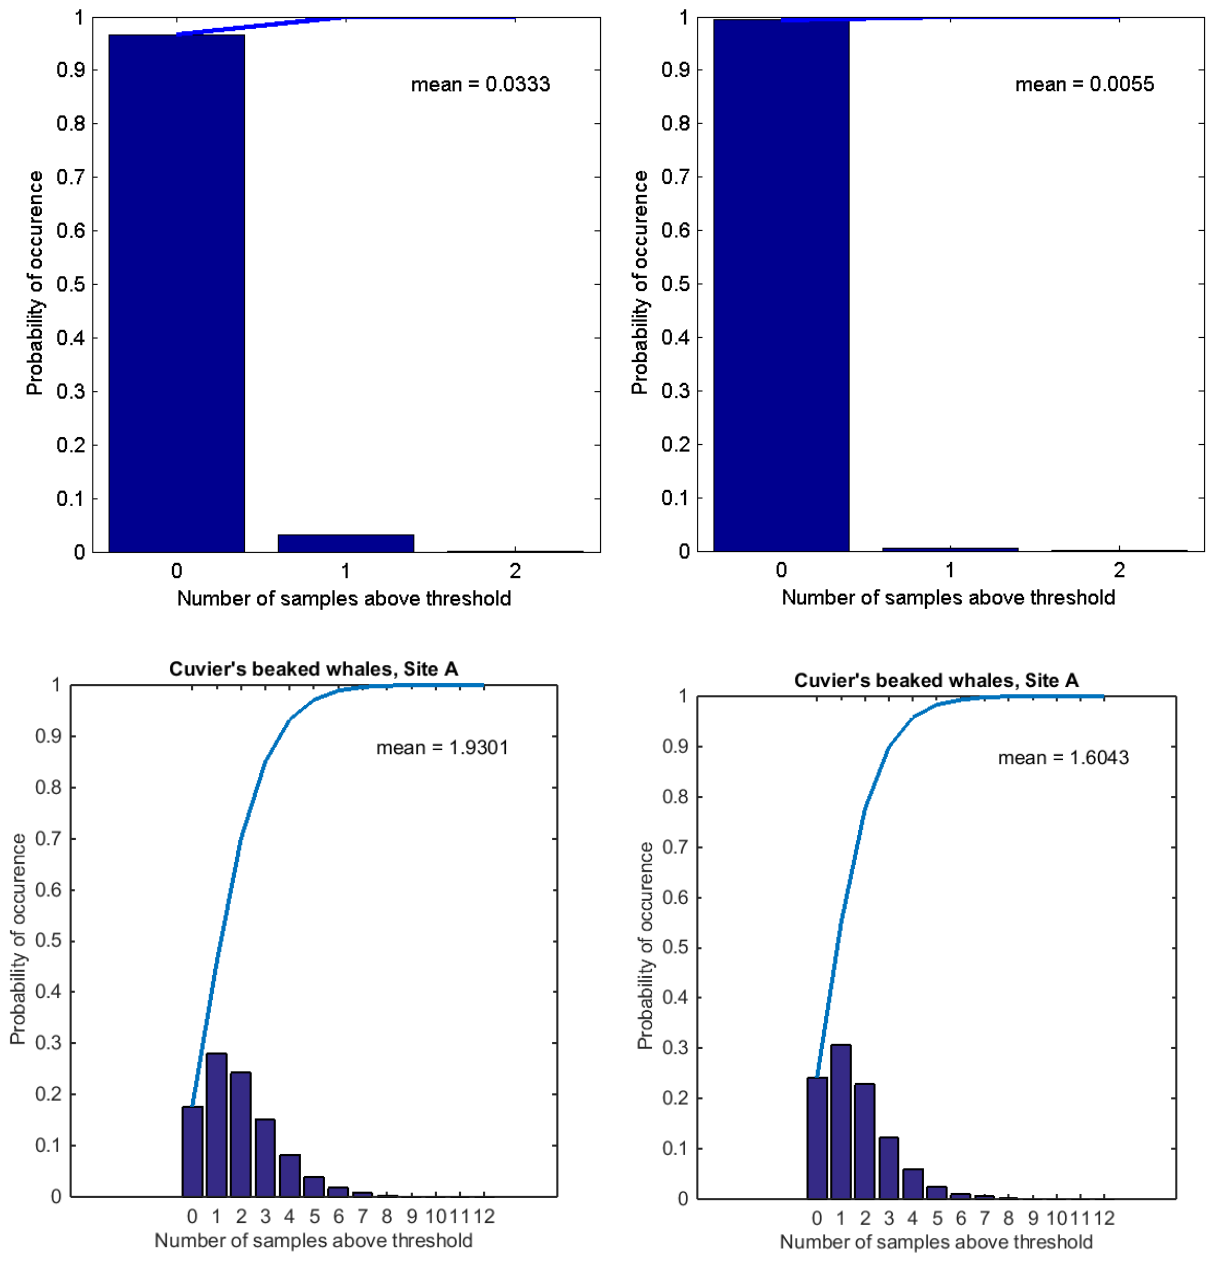 1
0.9
0.8
0.7
0.6
0.5
0.4
0.3
0.2
0.1
0
Probability of occurence
mean = 0.0333
0 1 2
Number of samples above threshold
1
0.9
0.8
0.7
0.6
0.5
0.4
0.3
0.2
0.1
0
Probability of occurence
mean = 0.0055
0 1 2
Number of samples above threshold
Cuvier's beaked whales, Site A
1
0.9
0.8
0.7
0.6
0.5
0.4
0.3
0.2
0.1
0
Probability of occurence
mean = 1.9301
0 1 2 3 4 5 6 7 8 9 10 11 12
Number of samples above threshold
Cuvier's beaked whales, Site A
1
0.9
0.8
0.7
0.6
0.5
0.4
0.3
0.2
0.1
0
Probability of occurence
mean = 1.6043
0 1 2 3 4 5 6 7 8 9 10 11 12
Number of samples above threshold